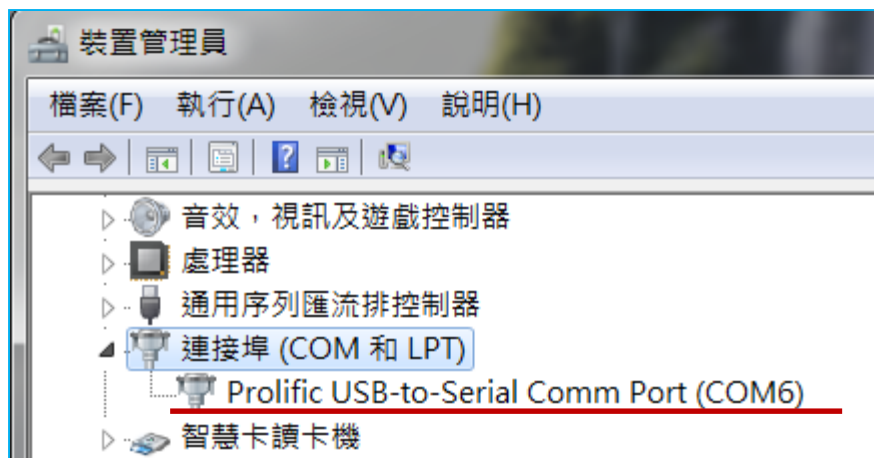 裝置管理員
檔案(F) 執行(A) 檢視(V) 說明(H)
音效，視訊及遊戲控制器
處理器
通用序列匯流排控制器
連接埠 (COM 和 LPT)
Prolific USB-to-Serial Comm Port (COM6)
智慧卡讀卡機